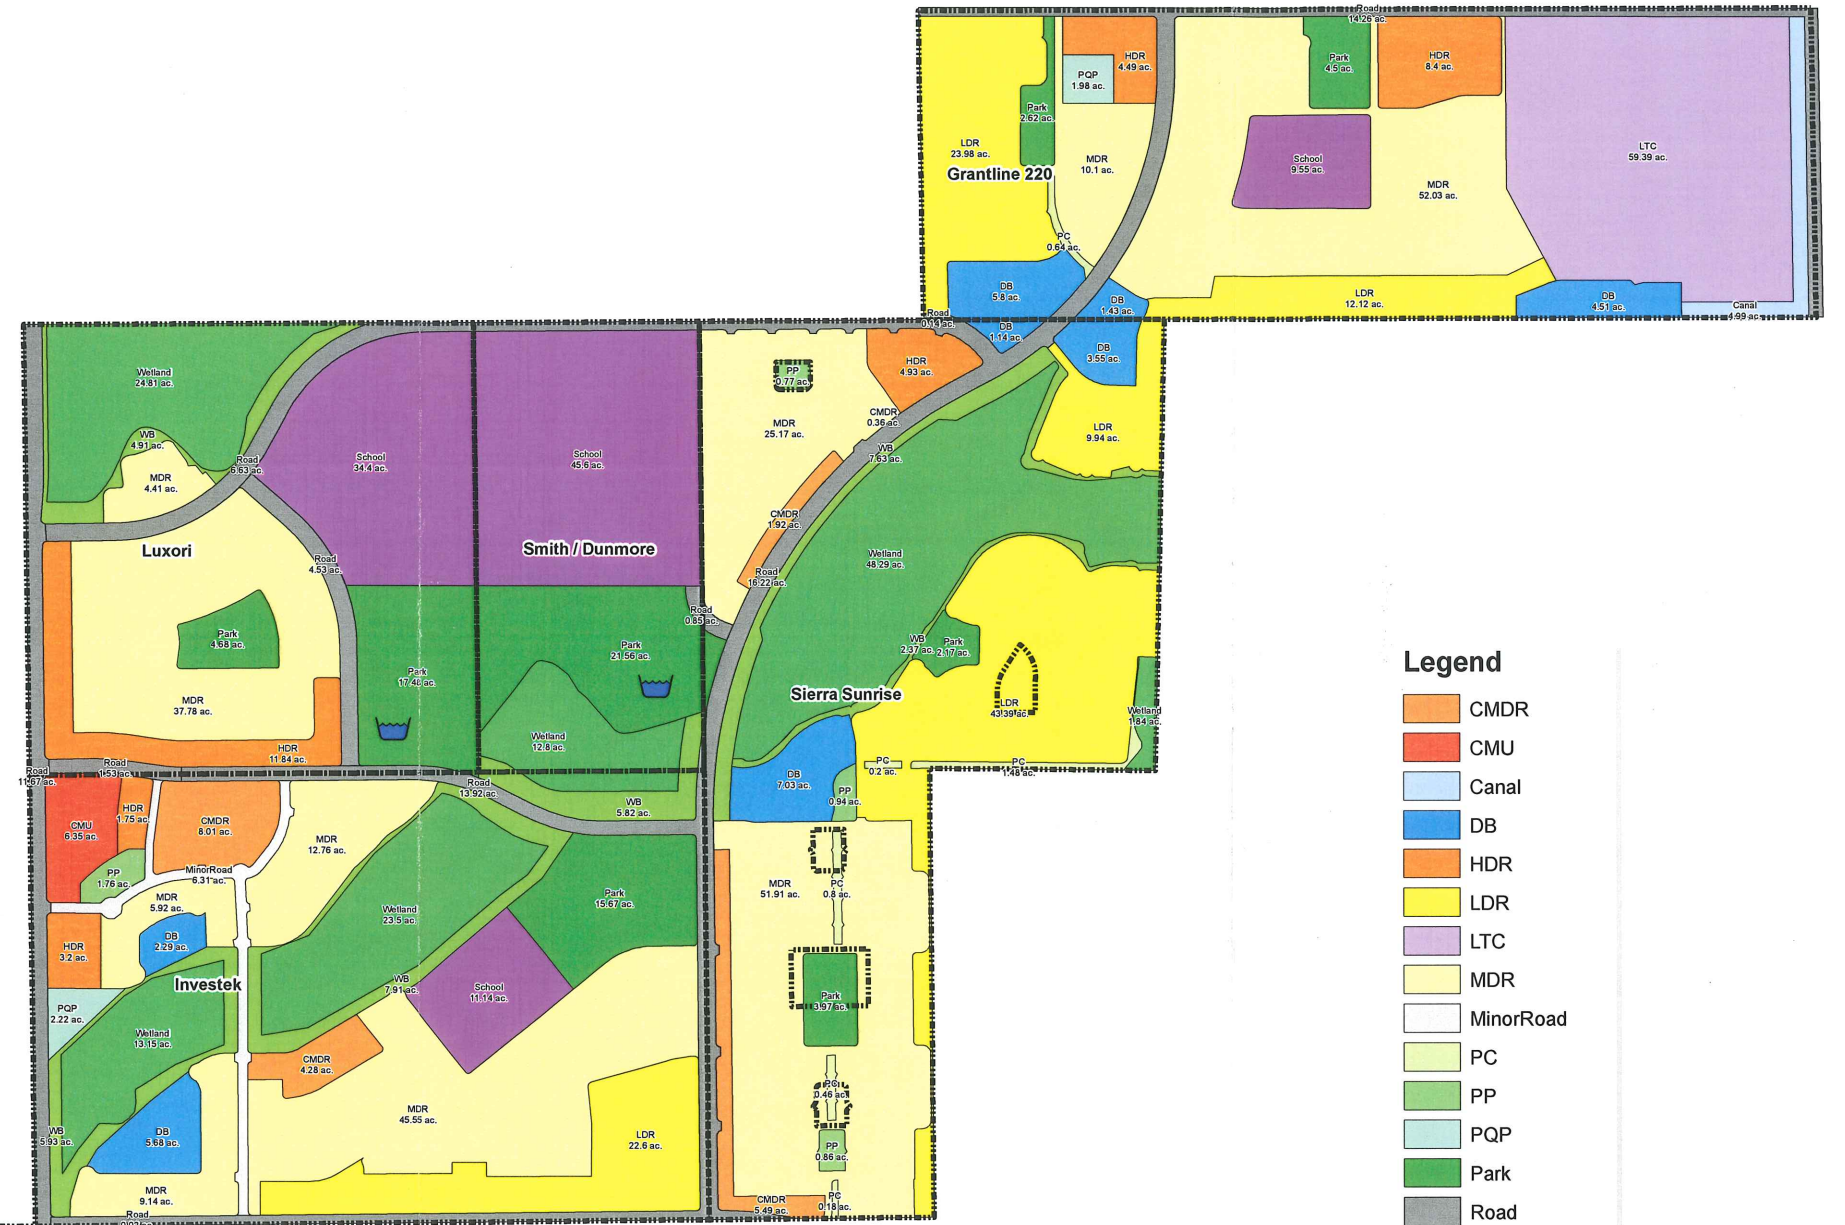 Road
14.26 ac.
HDR
4.49 ac.
PQP
1.98 ac.
Park
2.62 ac.
LDR
23.98 ac.
Grantline 220
MDR
10.1 ac.
PC
0.64 ac.
Park
4.5 ac.
HDR
8.4 ac.
School
9.55 ac.
MDR
52.03 ac.
LTC
59.39 ac.
DB
5.8 ac.
DB
1.43 ac.
LDR
12.12 ac.
DB
4.51 ac.
Canal
4.99 ac.
Road
0.14 ac.
DB
1.14 ac.
DB
3.55 ac.
Wetland
24.81 ac.
WB
4.91 ac.
MDR
4.41 ac.
Road
6.63 ac.
School
34.4 ac.
School
45.6 ac.
PP
0.77 ac.
HDR
4.93 ac.
CMDR
0.36 ac.
MDR
25.17 ac.
WB
7.63 ac.
LDR
9.94 ac.
CMDR
1.92 ac.
Luxori
Smith / Dunmore
Road
4.53 ac.
Road
16.22 ac.
Wetland
48.29 ac.
Park
4.68 ac.
Road
0.85 ac.
Park
21.56 ac.
Park
17.48 ac.
WB
2.37 ac.
Park
2.17 ac.
Sierra Sunrise
MDR
37.78 ac.
LDR
43.39 ac.
Wetland
1.84 ac.
HDR
11.84 ac.
Wetland
12.8 ac.
Road
11.67 ac.
Road
1.53 ac.
Road
13.92 ac.
DB
7.03 ac.
PC
0.2 ac.
PC
1.48 ac.
PP
0.94 ac.
WB
5.82 ac.
CMU
6.35 ac.
HDR
1.75 ac.
CMDR
8.01 ac.
MDR
12.76 ac.
PP
1.76 ac.
MinorRoad
6.31 ac.
MDR
5.92 ac.
MDR
51.91 ac.
PC
0.8 ac.
Park
15.67 ac.
Wetland
23.5 ac.
DB
2.29 ac.
HDR
3.2 ac.
Investek
WB
7.91 ac.
School
11.14 ac.
Park
3.97 ac.
PQP
2.22 ac.
Wetland
13.15 ac.
CMDR
4.28 ac.
PC
0.46 ac.
MDR
45.55 ac.
WB
5.93 ac.
DB
5.68 ac.
LDR
22.6 ac.
PP
0.86 ac.
MDR
9.14 ac.
CMDR
5.49 ac.
PC
0.18 ac.
Road
Legend
CMDR
CMU
Canal
DB
HDR
LDR
LTC
MDR
MinorRoad
PC
PP
PQP
Park
Road